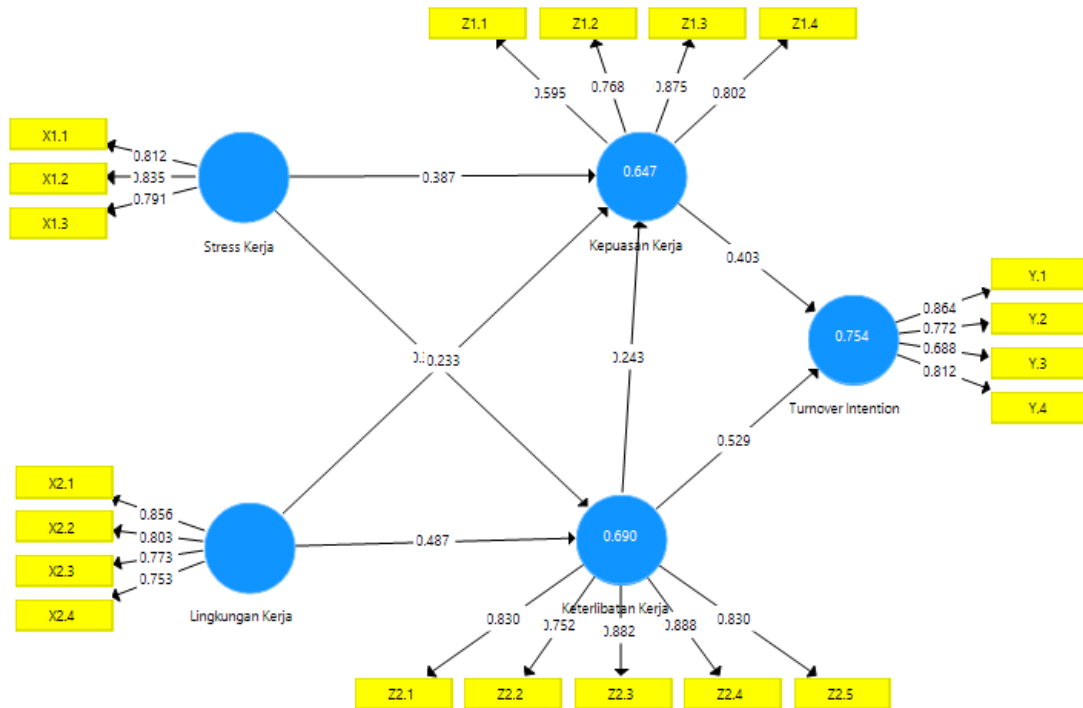 Z1.1 Z1.2 Z1.3 Z1.4
0.595 0.768 0.875 0.802
X1.1
X1.2
X1.3
0.812
0.835
0.791
Stress Kerja
0.387
0.647
Kepuasan Kerja
0.403
0.233
0.243
0.754
Turnover Intention
0.864
0.772
0.688
0.812
Y.1
Y.2
Y.3
Y.4
0.529
X2.1
X2.2
X2.3
X2.4
0.856
0.803
0.773
0.753
Lingkungan Kerja
0.487
0.690
Keterlibatan Kerja
0.830 0.752 0.882 0.888 0.830
Z2.1 Z2.2 Z2.3 Z2.4 Z2.5